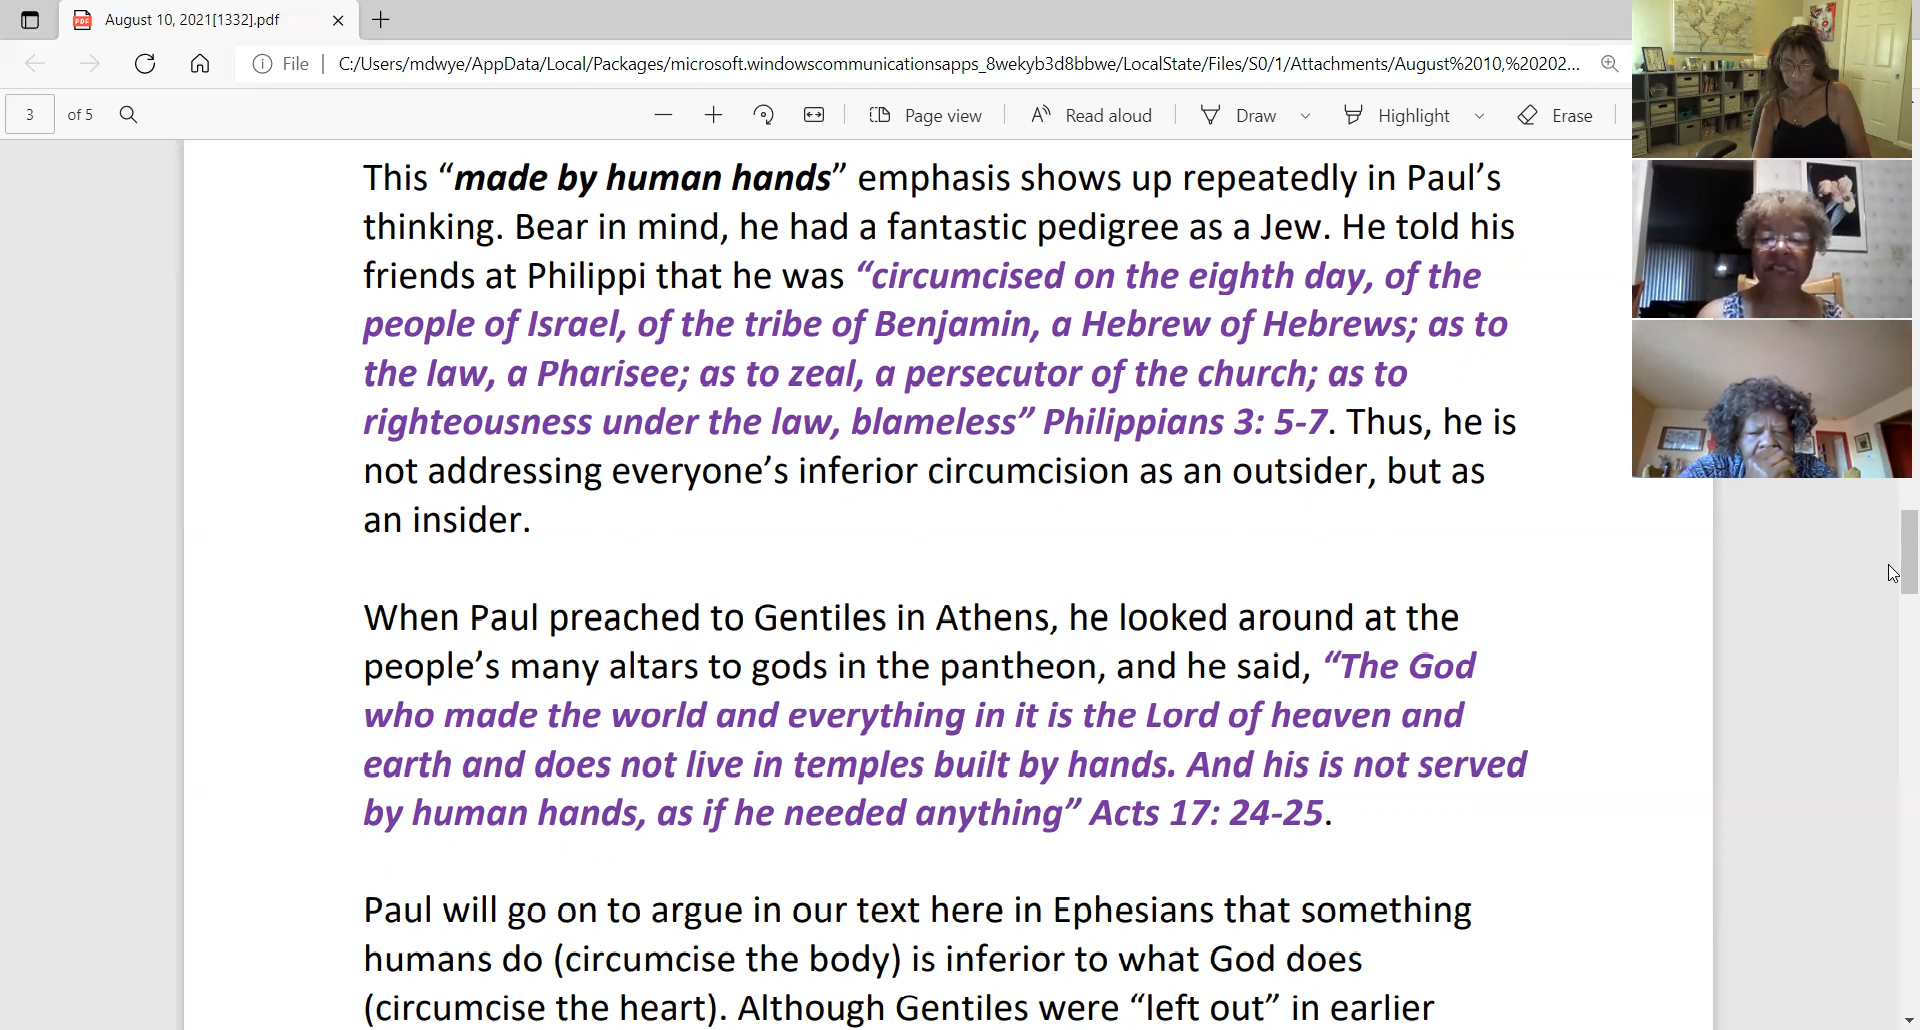 August 10, 2021[1332].pdf
File | C:/Users/mdwye/AppData/Local/Packages/microsoft.windowscommunicationsapps_8wekyb3d8bbwe/LocalState/Files/S0/1/Attachments/August%2010,%20202...
3 of 5 Page view Read aloud Draw Highlight Erase
This “made by human hands” emphasis shows up repeatedly in Paul’s
thinking. Bear in mind, he had a fantastic pedigree as a Jew. He told his
friends at Philippi that he was “circumcised on the eighth day, of the
people of Israel, of the tribe of Benjamin, a Hebrew of Hebrews; as to
the law, a Pharisee; as to zeal, a persecutor of the church; as to
righteousness under the law, blameless” Philippians 3: 5-7. Thus, he is
not addressing everyone’s inferior circumcision as an outsider, but as
an insider.
When Paul preached to Gentiles in Athens, he looked around at the
people’s many altars to gods in the pantheon, and he said, “The God
who made the world and everything in it is the Lord of heaven and
earth and does not live in temples built by hands. And his is not served
by human hands, as if he needed anything” Acts 17: 24-25.
Paul will go on to argue in our text here in Ephesians that something
humans do (circumcise the body) is inferior to what God does
(circumcise the heart). Although Gentiles were “left out” in earlier